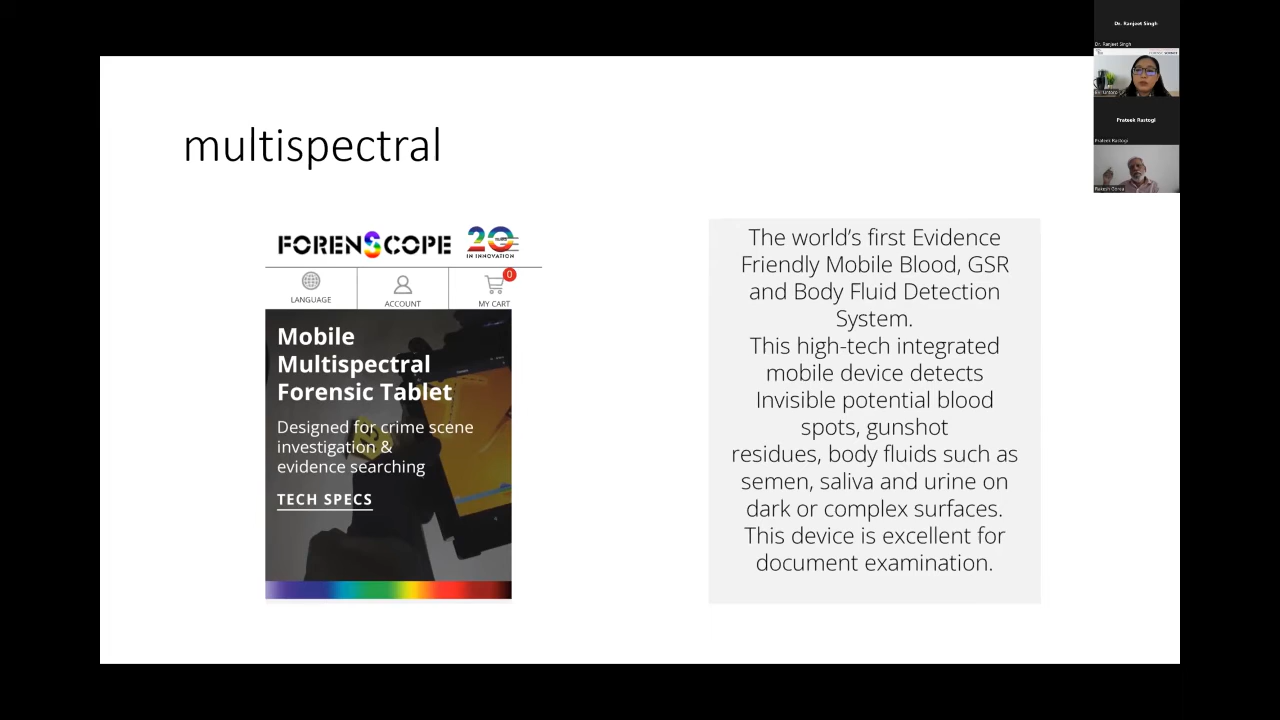 multispectral
FORENSCOPE
20
IN INNOVATION
LANGUAGE
ACCOUNT
MY CART
0
Mobile
Multispectral
Forensic Tablet
Designed for crime scene
investigation &
evidence searching
TECH SPECS
The world's first Evidence
Friendly Mobile Blood, GSR
and Body Fluid Detection
System.
This high-tech integrated
mobile device detects
Invisible potential blood
spots, gunshot
residues, body fluids such as
semen, saliva and urine on
dark or complex surfaces.
This device is excellent for
document examination.
Dr. Ranjeet Singh
Dr. Ranjeet Singh
Prateek Rastogi
Prateek Rastogi
Rakesh Gorea